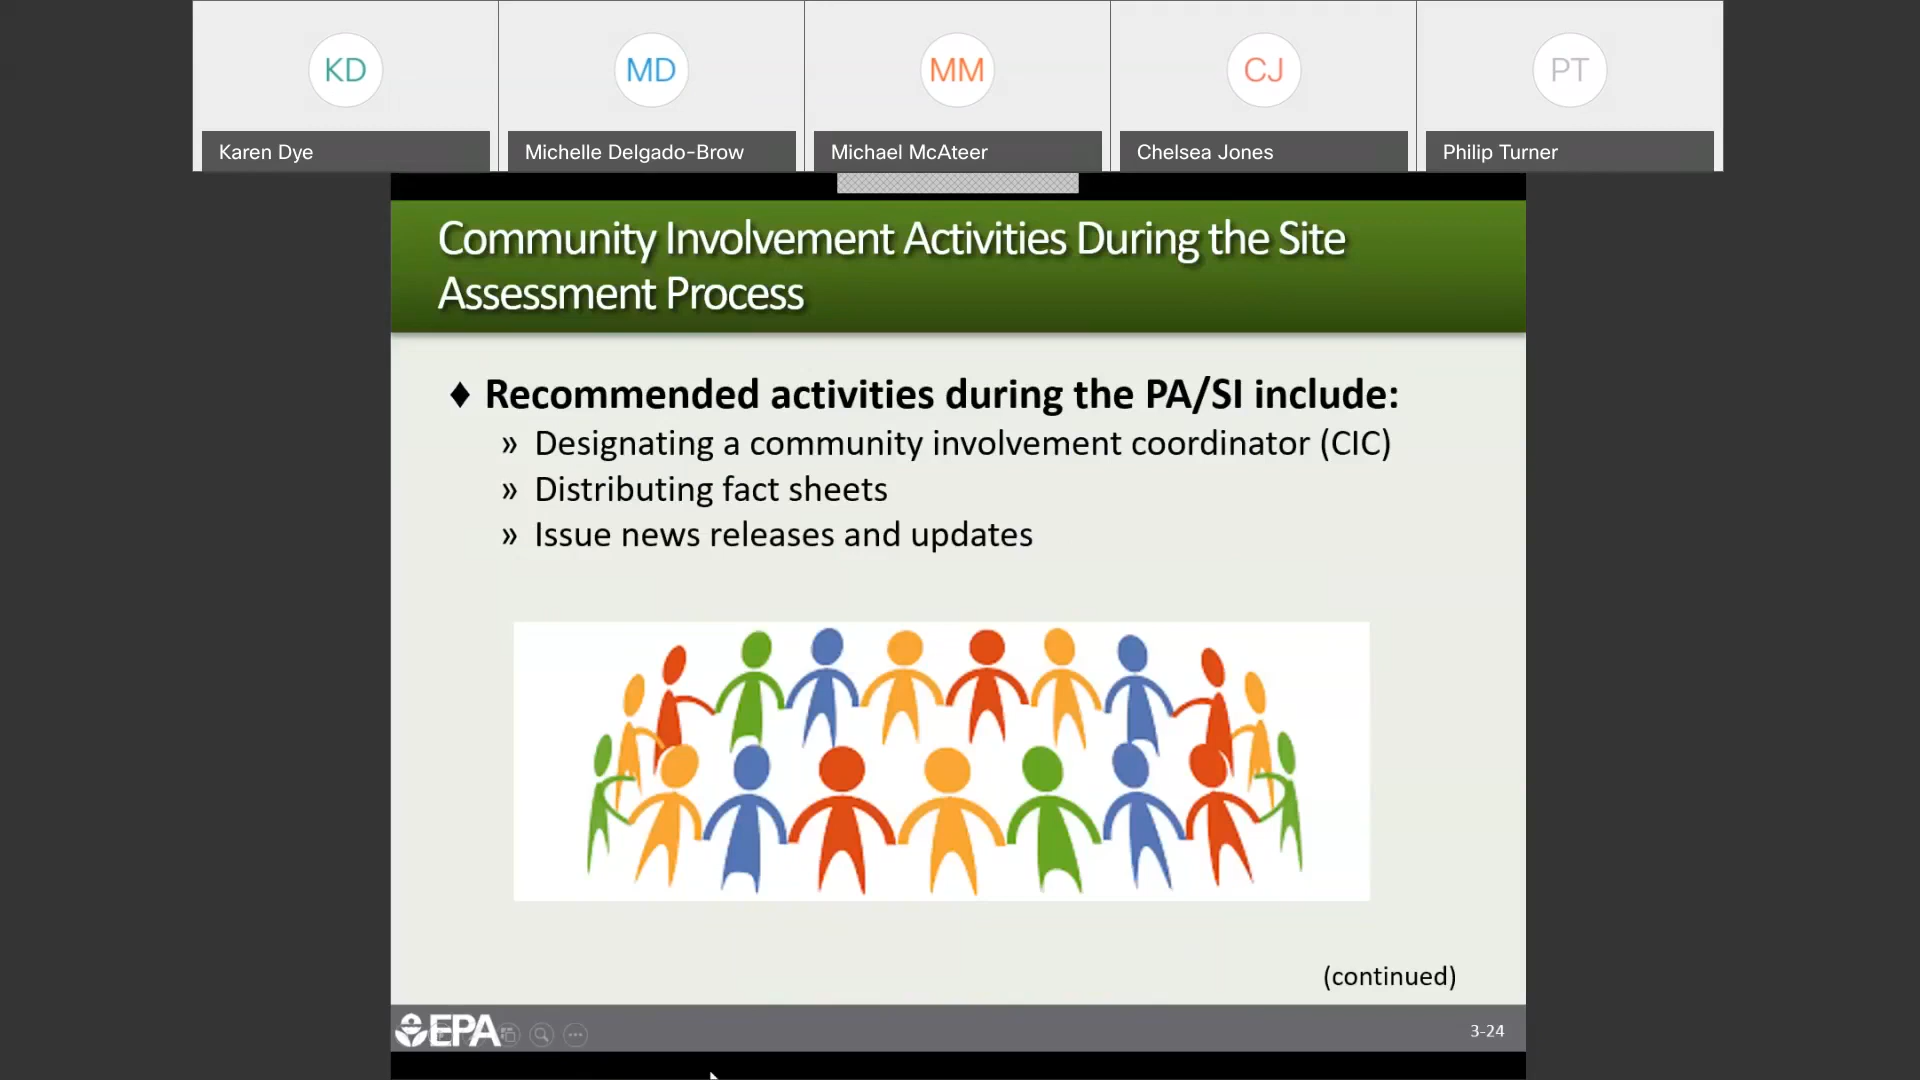 KD
MD
MM
CJ
PT
Karen Dye
Michelle Delgado-Brow
Michael McAteer
Chelsea Jones
Philip Turner
Community Involvement Activities During the Site
Assessment Process
♦ Recommended activities during the PA/SI include:
» Designating a community involvement coordinator (CIC)
» Distributing fact sheets
» Issue news releases and updates
(continued)
EPA
3-24